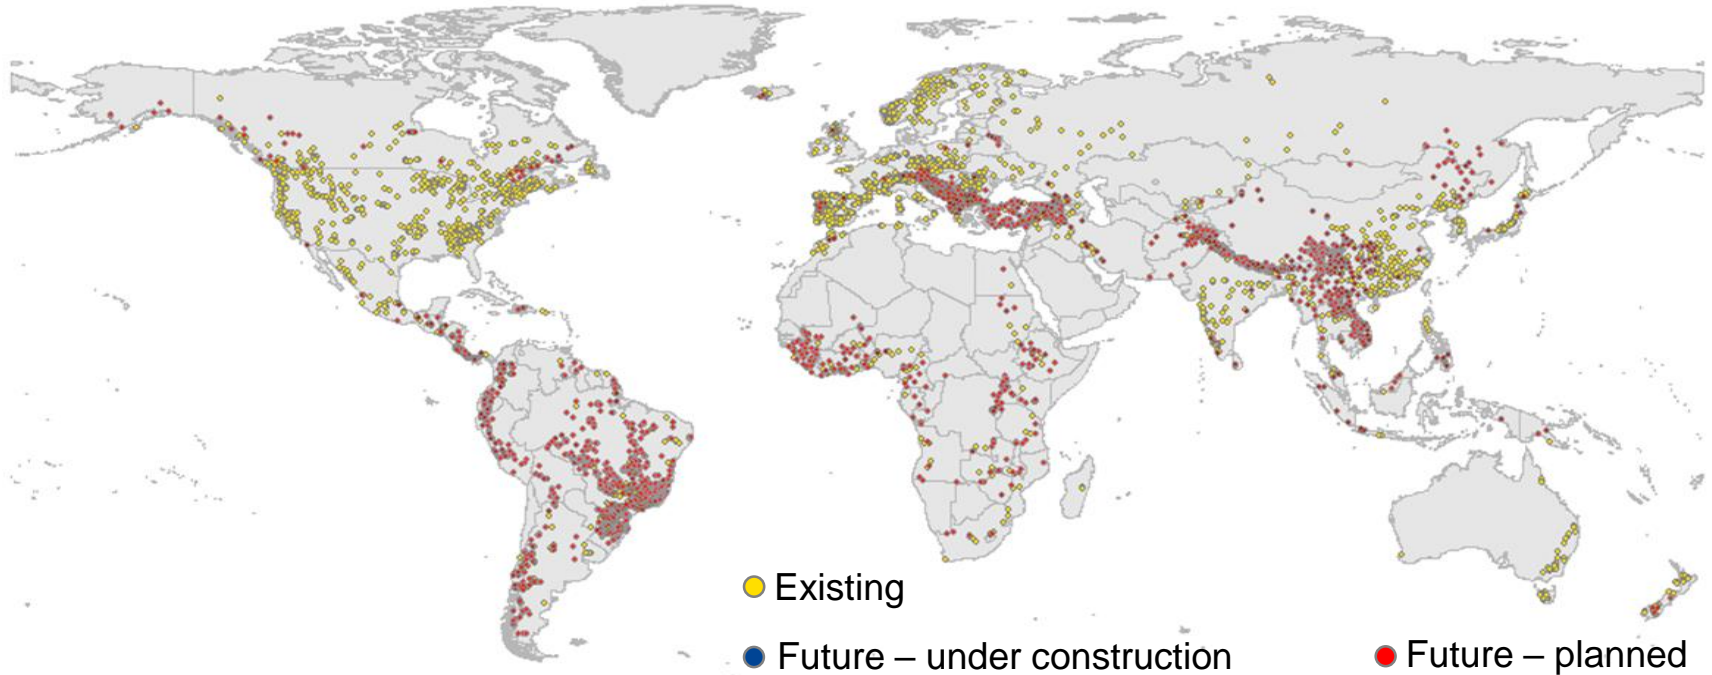 Existing
Future – under construction
Future – planned